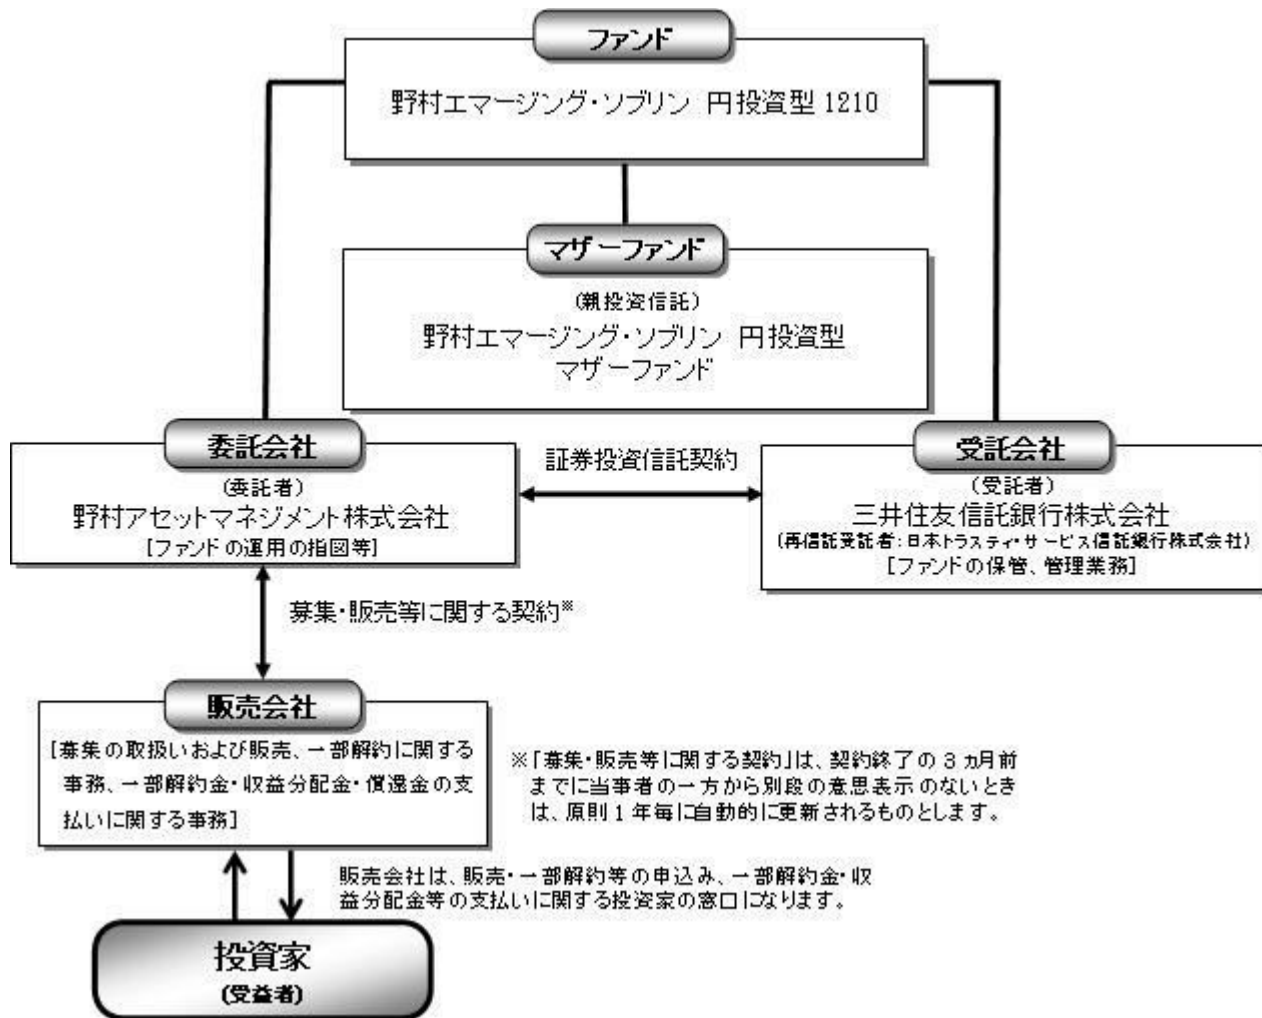 ファンド
野村エマージング・ソブリン 円投資型 1210
マザーファンド
(親投資信託)
野村エマージング・ソブリン 円投資型
マザーファンド
委託会社
(委託者)
野村アセットマネジメント株式会社
[ファンドの運用の指図等]
証券投資信託契約
受託会社
(受託者)
三井住友信託銀行株式会社
(再信託受託者:日本トラスティ・サービス信託銀行株式会社)
[ファンドの保管、管理業務]
募集・販売等に関する契約※
販売会社
[募集の取扱いおよび販売、一部解約に関する
事務、一部解約金・収益分配金・償還金の支
払いに関する事務]
※「募集・販売等に関する契約」は、契約終了の3ヵ月前
までに当事者の一方から別段の意思表示のないとき
は、原則1年毎に自動的に更新されるものとします。
販売会社は、販売・一部解約等の申込み、一部解約金・収
益分配金等の支払いに関する投資家の窓口になります。
投資家
(受益者)